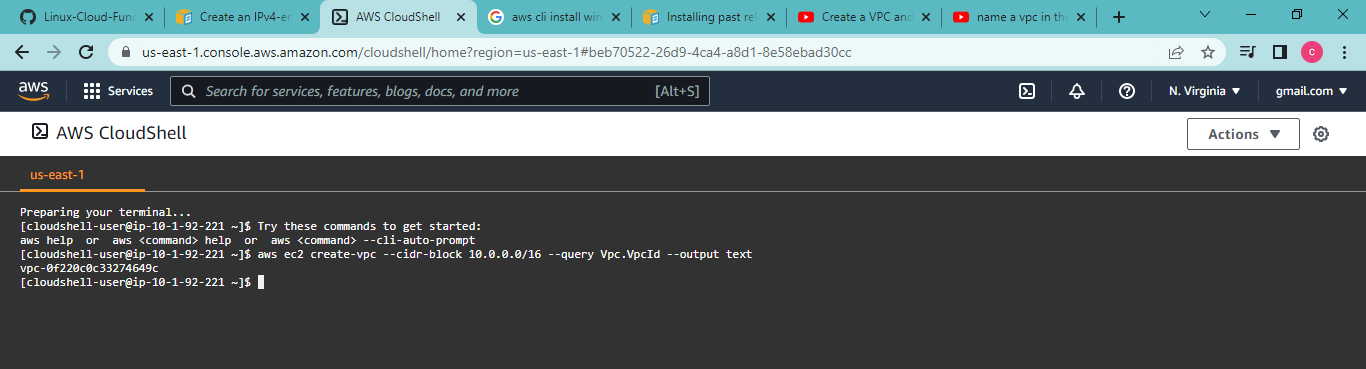 Linux-Cloud-Func
Create an IPv4-en
AWS CloudShell
aws cli install win
Installing past rel
Create a VPC and
name a vpc in the
us-east-1.console.aws.amazon.com/cloudshell/home?region=us-east-1#beb70522-26d9-4ca4-a8d1-8e58ebad30cc
c
aws
Services
Search for services, features, blogs, docs, and more
[Alt+S]
N. Virginia
gmail.com
AWS CloudShell
Actions
us-east-1
Preparing your terminal...
[cloudshell-user@ip-10-1-92-221 ~]$ Try these commands to get started:
aws help  or  aws <command> help  or  aws <command> --cli-auto-prompt
[cloudshell-user@ip-10-1-92-221 ~]$ aws ec2 create-vpc --cidr-block 10.0.0.0/16 --query Vpc.VpcId --output text
vpc-0f220c0c33274649c
[cloudshell-user@ip-10-1-92-221 ~]$